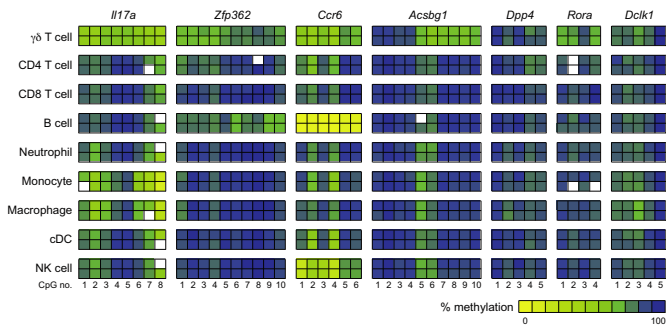 Il17a Zfp362 Ccr6 Acsbg1 Dpp4 Rora Dclk1
γδ T cell
CD4 T cell
CD8 T cell
B cell
Neutrophil
Monocyte
Macrophage
cDC
NK cell
CpG no. 1 2 3 4 5 6 7 8 1 2 3 4 5 6 7 8 9 10 1 2 3 4 5 6 1 2 3 4 5 6 7 8 9 10 1 2 3 4 5 1 2 3 4 1 2 3 4 5
% methylation
0 100